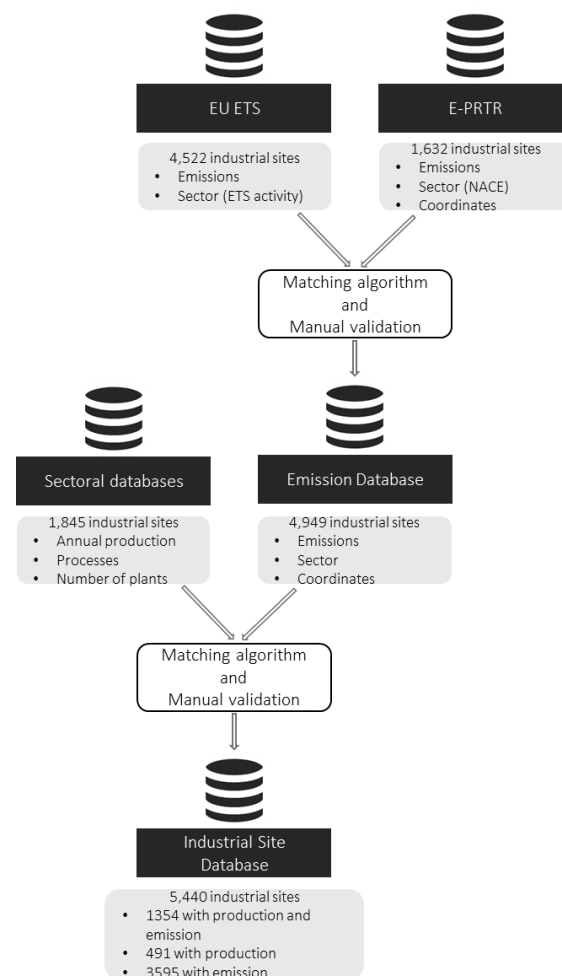 EU ETS
4,522 industrial sites
• Emissions
• Sector (ETS activity)
E-PRTR
1,632 industrial sites
• Emissions
• Sector (NACE)
• Coordinates
Matching algorithm
and
Manual validation
Sectoral databases
1,845 industrial sites
• Annual production
• Processes
• Number of plants
Emission Database
4,949 industrial sites
• Emissions
• Sector
• Coordinates
Matching algorithm
and
Manual validation
Industrial Site
Database
5,440 industrial sites
• 1354 with production and
emission
• 491 with production
• 3595 with emission